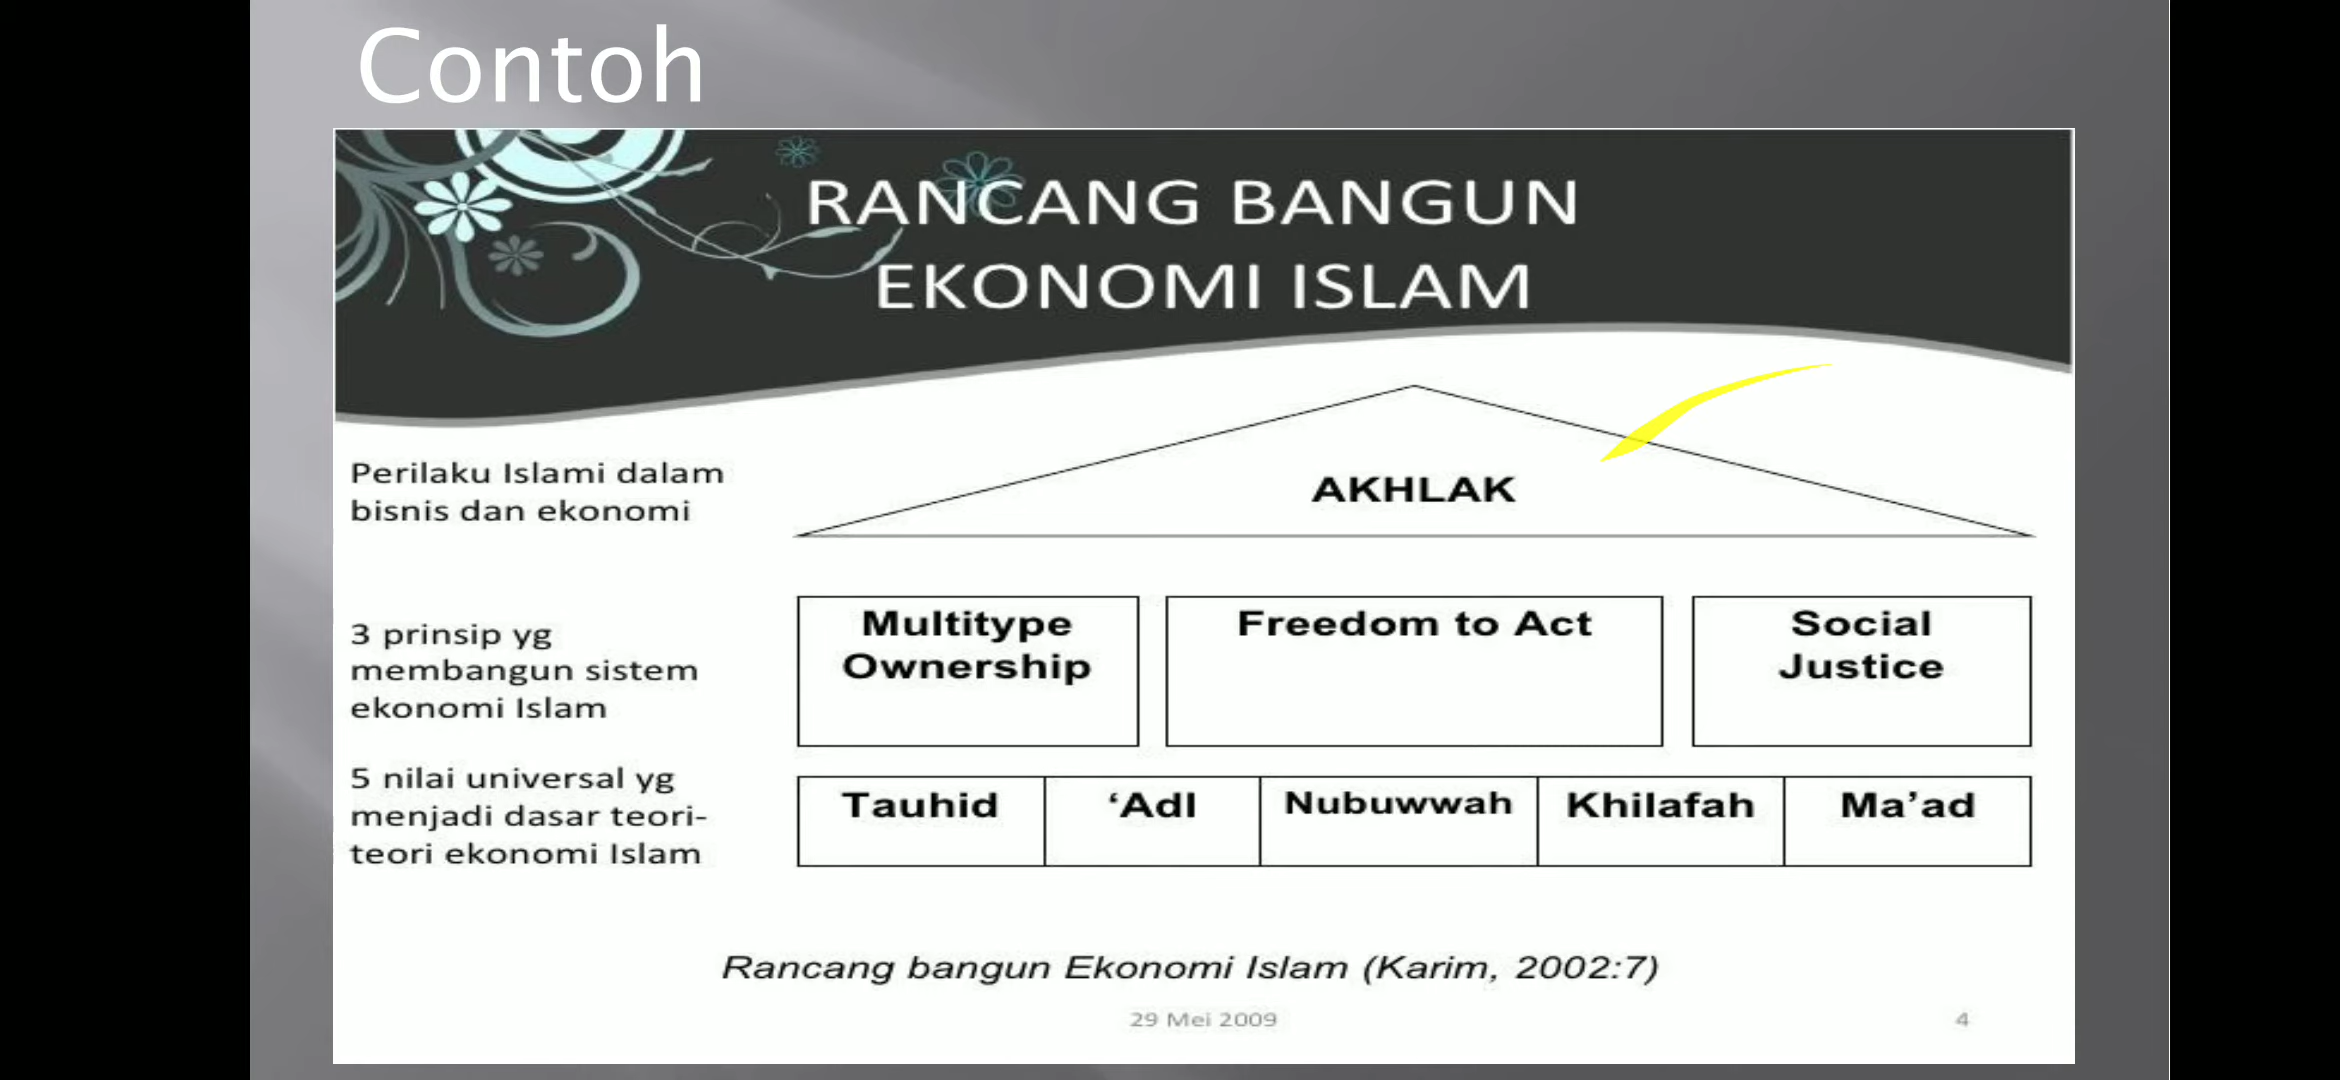 Contoh
RANCANG BANGUN
EKONOMI ISLAM
Perilaku Islami dalam
bisnis dan ekonomi
AKHLAK
3 prinsip yg
membangun sistem
ekonomi Islam
Multitype
Ownership
Freedom to Act
Social
Justice
5 nilai universal yg
menjadi dasar teori-
teori ekonomi Islam
Tauhid
‘Adl
Nubuwwah
Khilafah
Ma’ad
Rancang bangun Ekonomi Islam (Karim, 2002:7)
29 Mei 2009
4